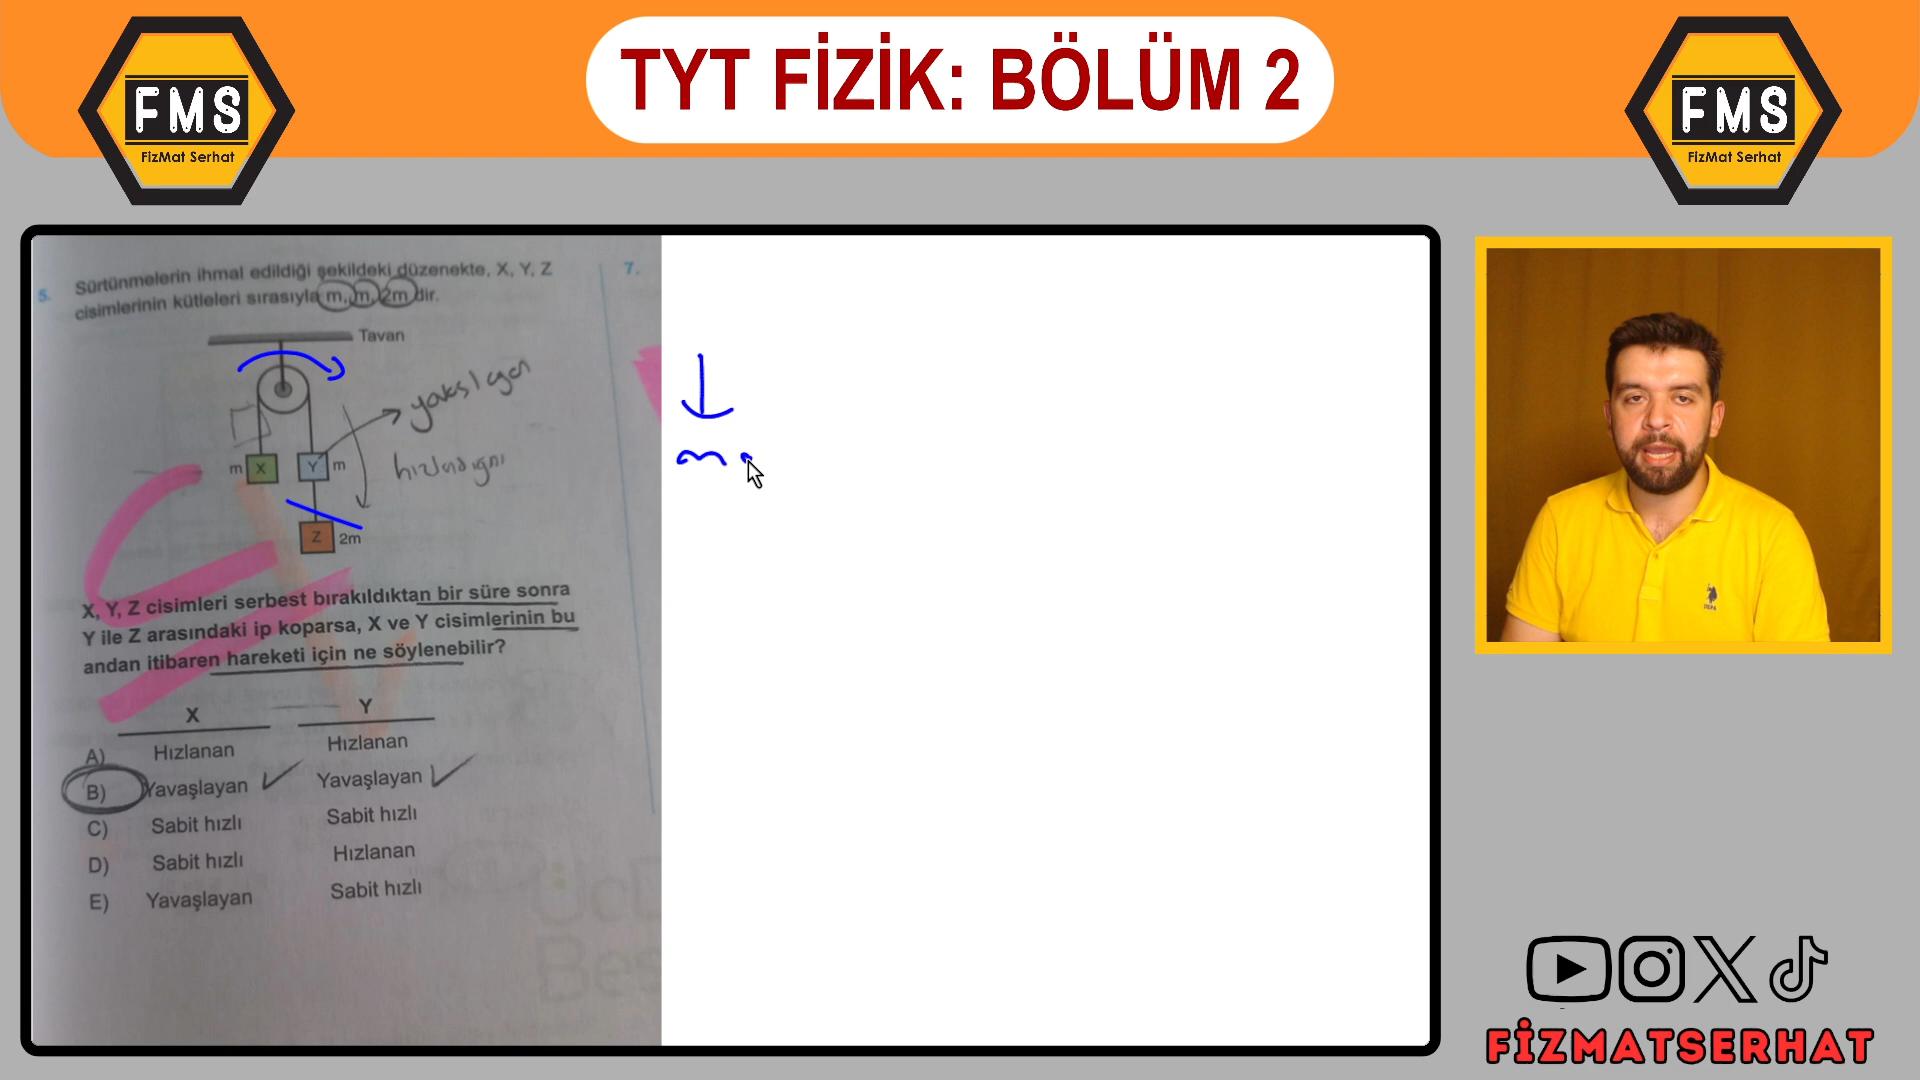 TYT FİZİK: BÖLÜM 2
FMS
FizMat Serhat
FMS
FizMat Serhat
5. Sürtünmelerin ihmal edildiği şekildeki düzenekte, X, Y, Z
cisimlerinin kütleleri sırasıyla m, m, 2m dir.
7.
Tavan
m X Y m
Z 2m
hızlandığını
X, Y, Z cisimleri serbest bırakıldıktan bir süre sonra
Y ile Z arasındaki ip koparsa, X ve Y cisimlerinin bu
andan itibaren hareketi için ne söylenebilir?
X Y
A) Hızlanan Hızlanan
B) Yavaşlayan Yavaşlayan
C) Sabit hızlı Sabit hızlı
D) Sabit hızlı Hızlanan
E) Yavaşlayan Sabit hızlı
m
FİZMATSERHAT